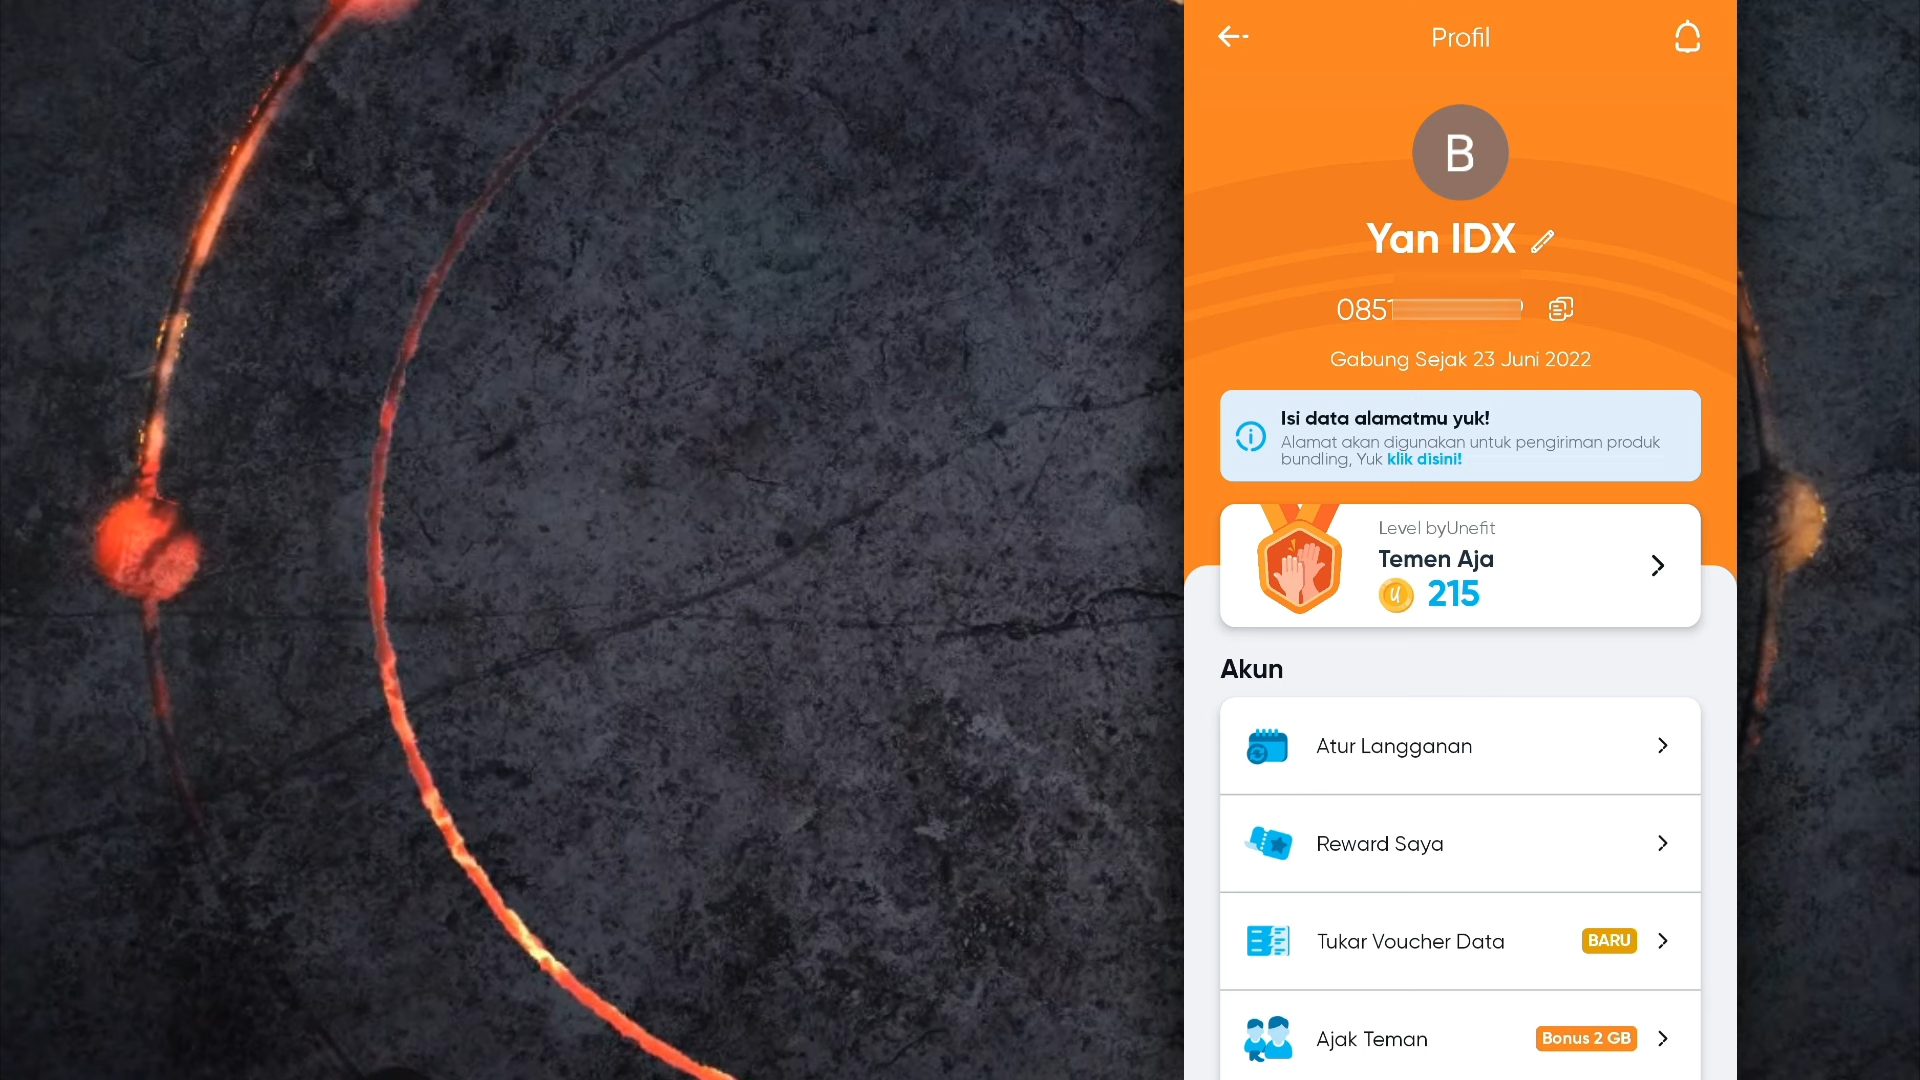 Profil
B
Yan IDX
085
Gabung Sejak 23 Juni 2022
Isi data alamatmu yuk!
Alamat akan digunakan untuk pengiriman produk
bundling, Yuk klik disini!
Level byUnefit
Temen Aja
215
Akun
Atur Langganan
Reward Saya
Tukar Voucher Data BARU
Ajak Teman Bonus 2 GB